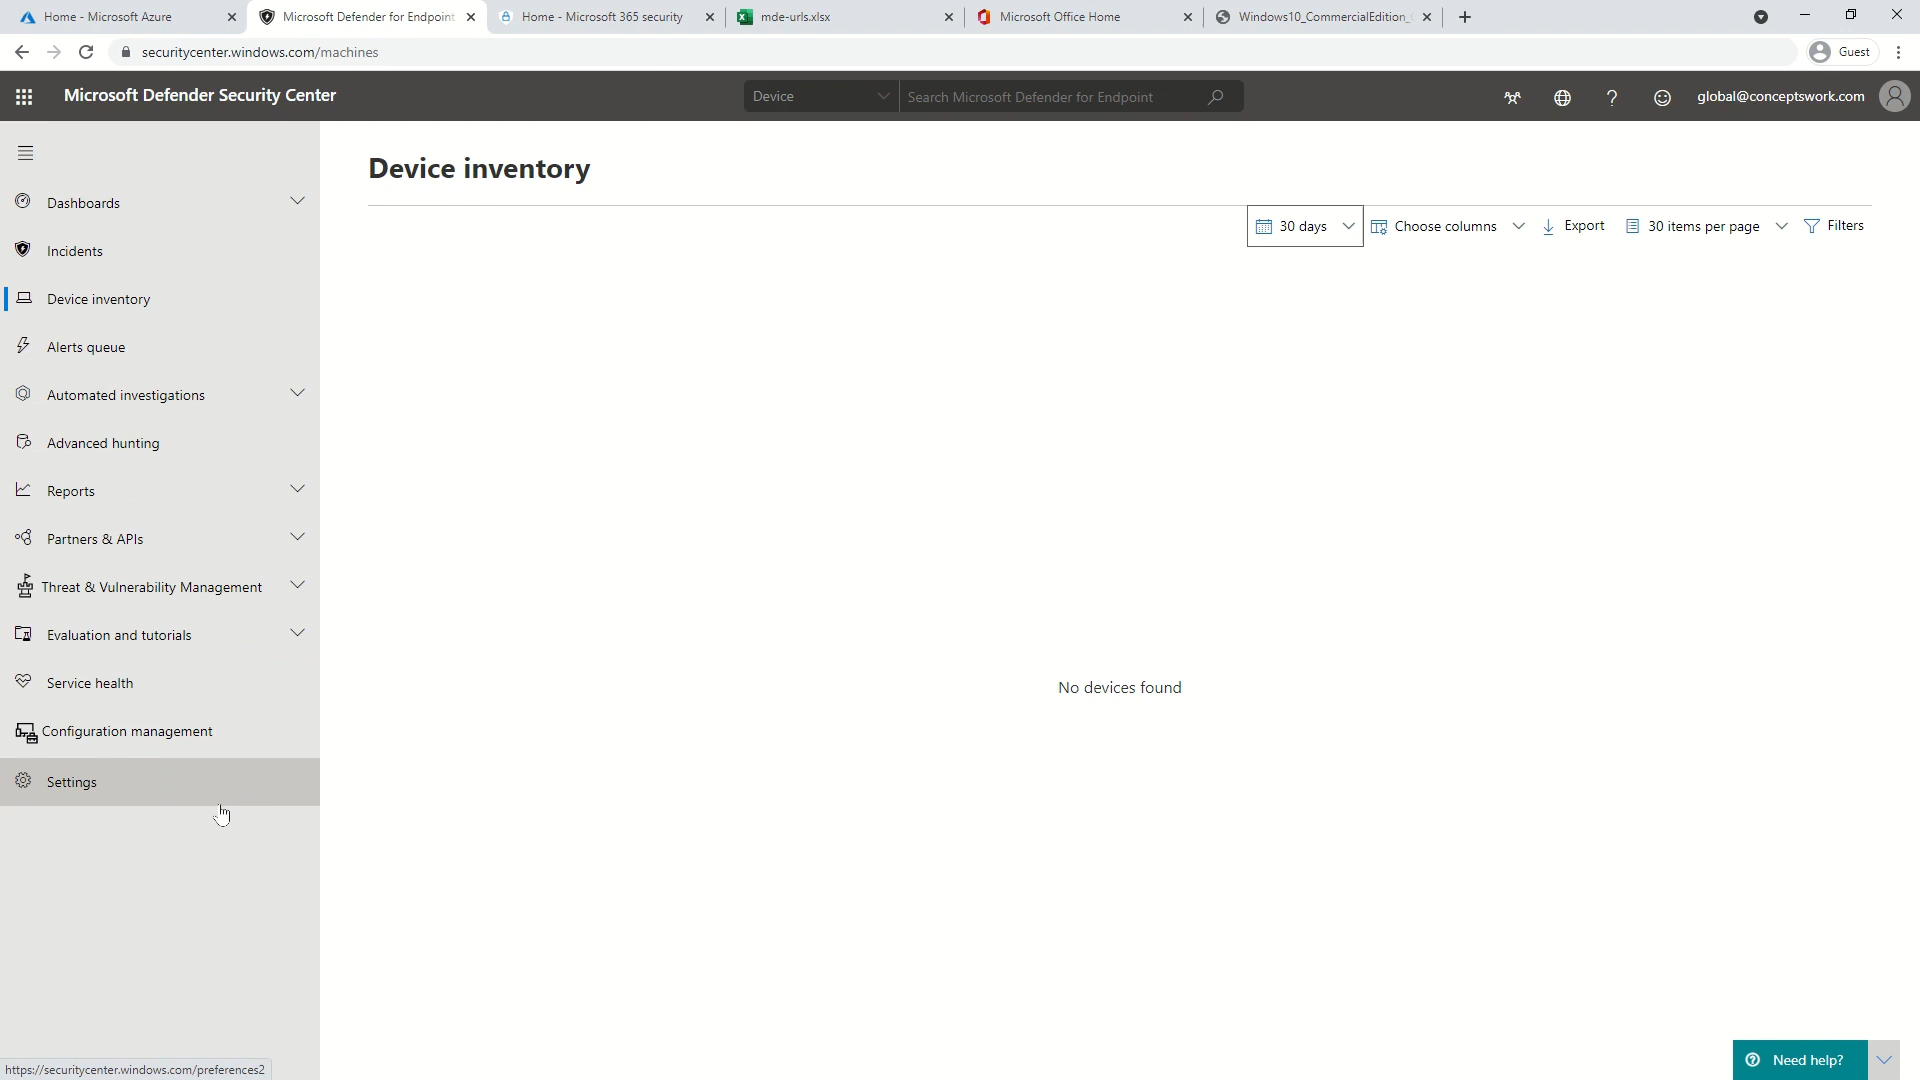 Home - Microsoft Azure
Microsoft Defender for Endpoint
Home - Microsoft 365 security
mde-urls.xlsx
Microsoft Office Home
Windows10_CommercialEdition_
securitycenter.windows.com/machines
Guest
Microsoft Defender Security Center
Device
Search Microsoft Defender for Endpoint
global@conceptswork.com
Device inventory
Dashboards
30 days
Choose columns
Export
30 items per page
Filters
Incidents
Device inventory
Alerts queue
Automated investigations
Advanced hunting
Reports
Partners & APIs
Threat & Vulnerability Management
Evaluation and tutorials
Service health
No devices found
Configuration management
Settings
https://securitycenter.windows.com/preferences2
Need help?